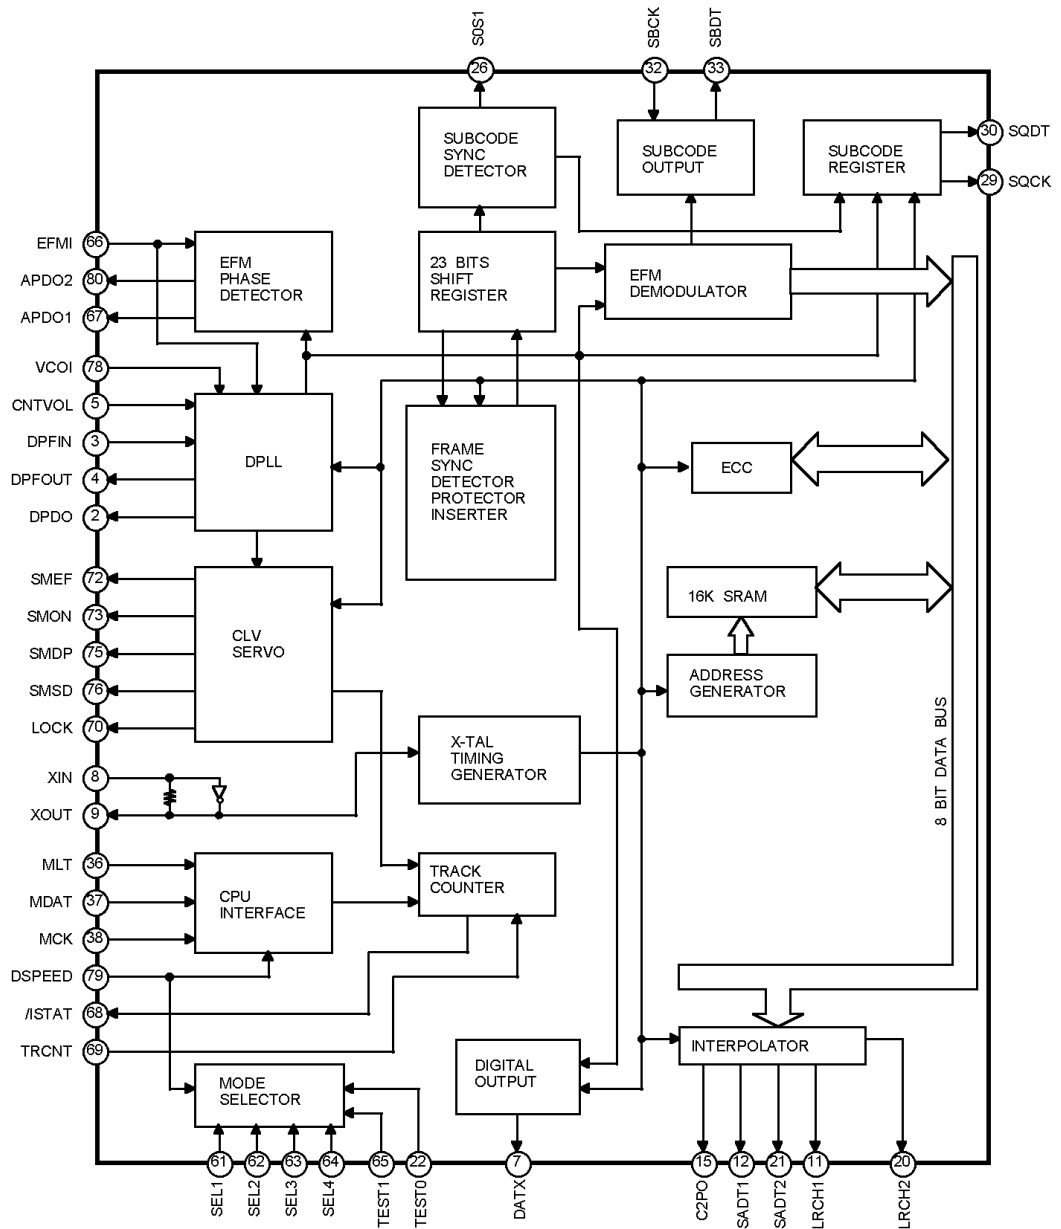 S0S1
SBCK
SBDT
26
32
33
SUBCODE
SYNC
DETECTOR
SUBCODE
OUTPUT
SUBCODE
REGISTER
30 SQDT
29 SQCK
EFMI 66
APDO2 80
APDO1 67
EFM
PHASE
DETECTOR
23 BITS
SHIFT
REGISTER
EFM
DEMODULATOR
VCOI 78
CNTVOL 5
DPFIN 3
DPFOUT 4
DPDO 2
DPLL
FRAME
SYNC
DETECTOR
PROTECTOR
INSERTER
ECC
SMEF 72
SMON 73
SMDP 75
SMSD 76
LOCK 70
CLV
SERVO
16K SRAM
ADDRESS
GENERATOR
8 BIT DATA BUS
XIN 8
XOUT 9
X-TAL
TIMING
GENERATOR
MLT 36
MDAT 37
MCK 38
CPU
INTERFACE
TRACK
COUNTER
DSPEED 79
/ISTAT 68
TRCNT 69
MODE
SELECTOR
DIGITAL
OUTPUT
INTERPOLATOR
61
62
63
64
65
22
7
15
12
21
11
20
SEL1
SEL2
SEL3
SEL4
TEST1
TEST0
DATX
C2PO
SADT1
SADT2
LRCH1
LRCH2